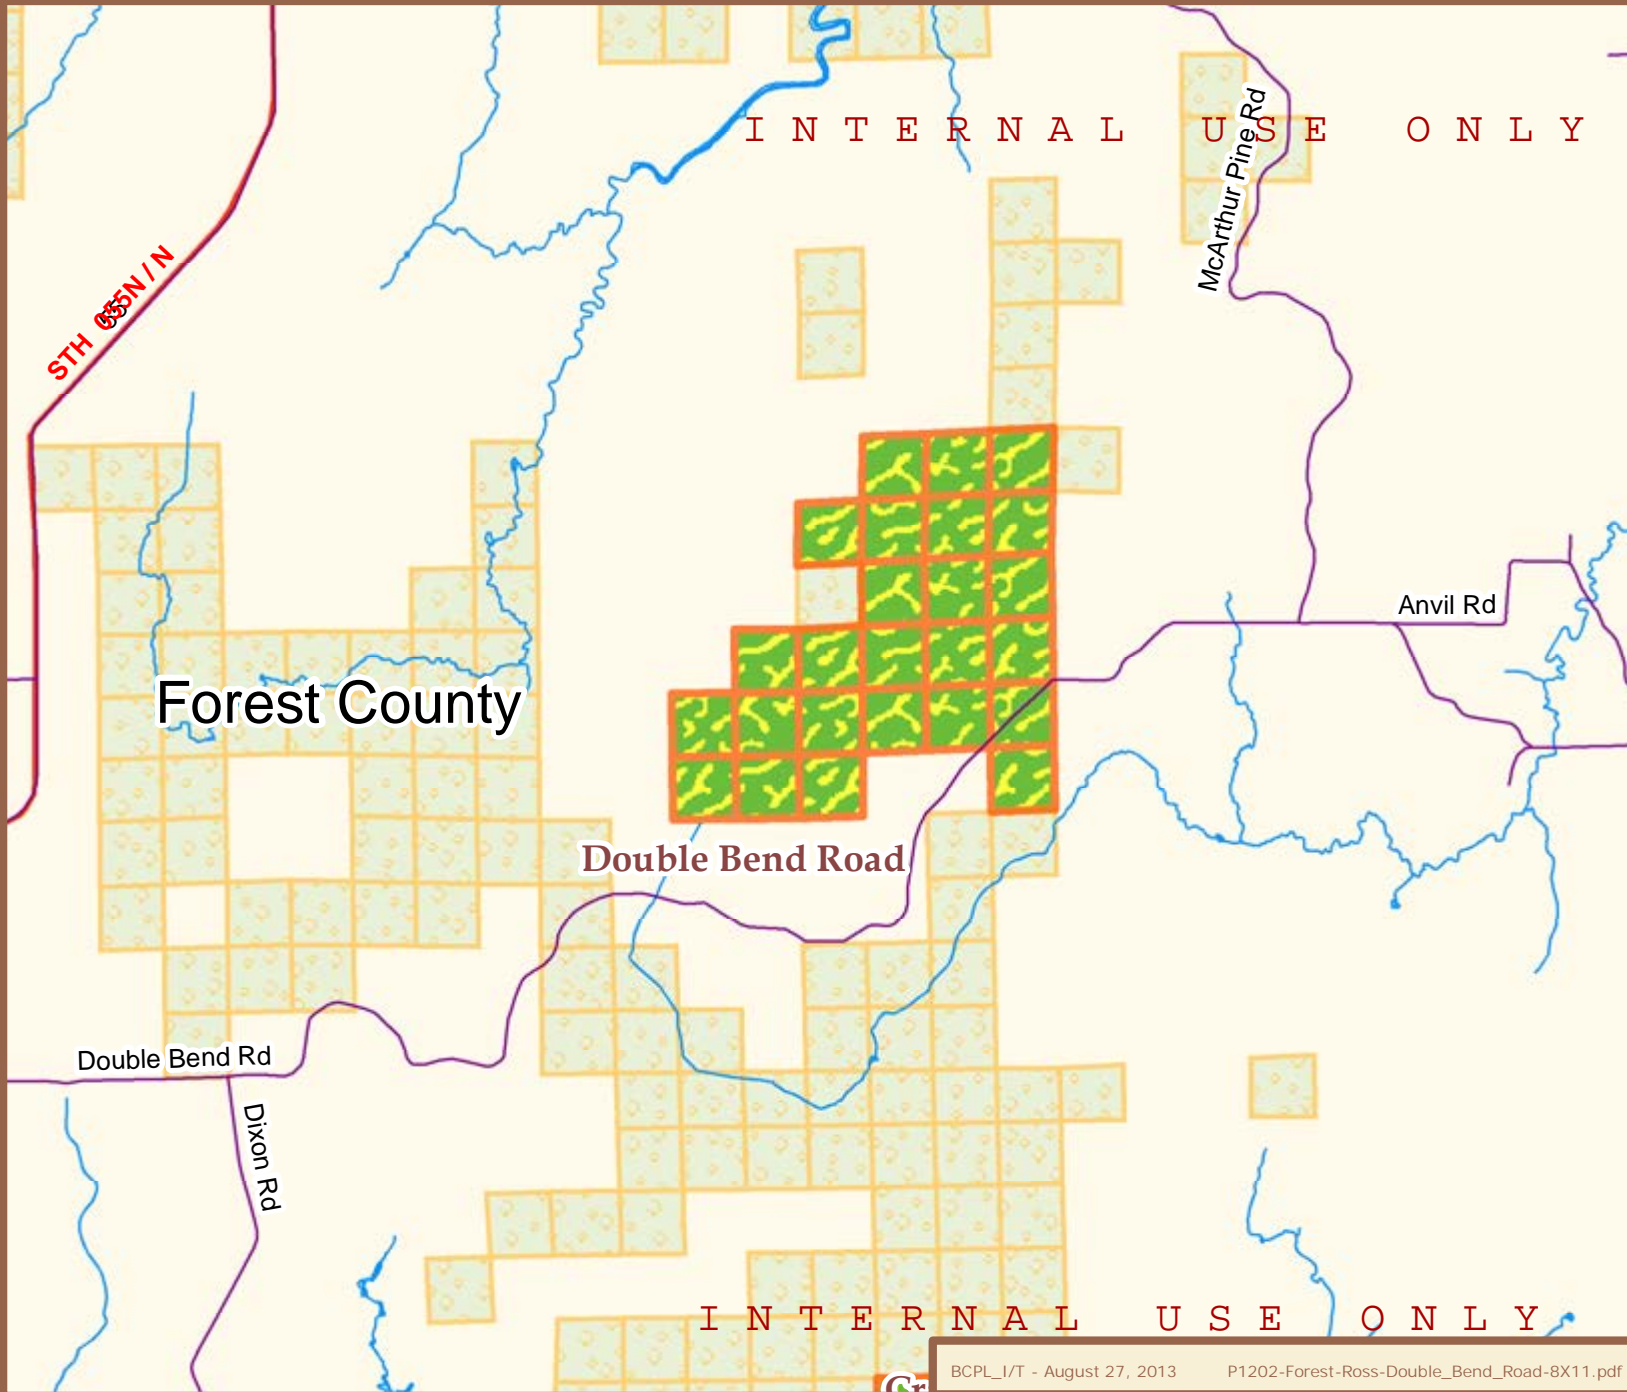 INTERNAL USE ONLY
McArthur Pine Rd
STH 055N / N
55
Anvil Rd
Forest County
Double Bend Road
Double Bend Rd
Dixon Rd
INTERNAL USE ONLY
BCPL_I/T - August 27, 2013 P1202-Forest-Ross-Double_Bend_Road-8X11.pdf